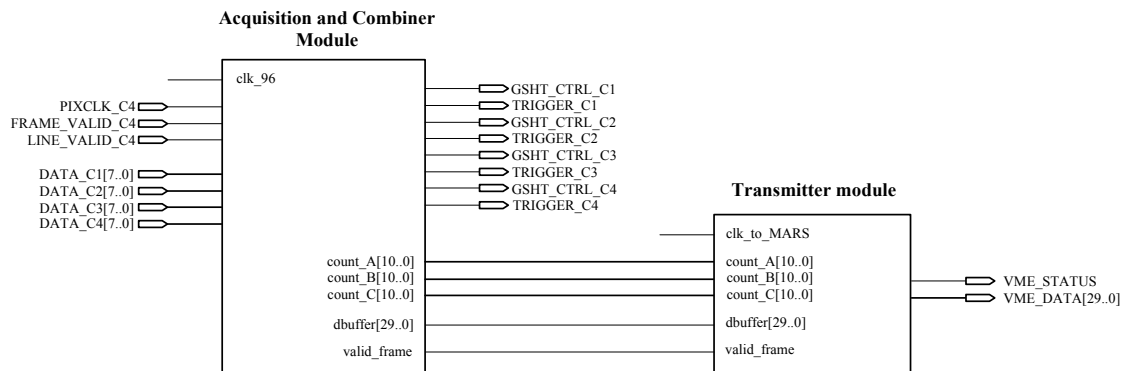 Acquisition and Combiner
Module
clk_96
PIXCLK_C4
FRAME_VALID_C4
LINE_VALID_C4
DATA_C1[7..0]
DATA_C2[7..0]
DATA_C3[7..0]
DATA_C4[7..0]
GSHT_CTRL_C1
TRIGGER_C1
GSHT_CTRL_C2
TRIGGER_C2
GSHT_CTRL_C3
TRIGGER_C3
GSHT_CTRL_C4
TRIGGER_C4
count_A[10..0]
count_B[10..0]
count_C[10..0]
dbuffer[29..0]
valid_frame
Transmitter module
clk_to_MARS
count_A[10..0]
count_B[10..0]
count_C[10..0]
dbuffer[29..0]
valid_frame
VME_STATUS
VME_DATA[29..0]